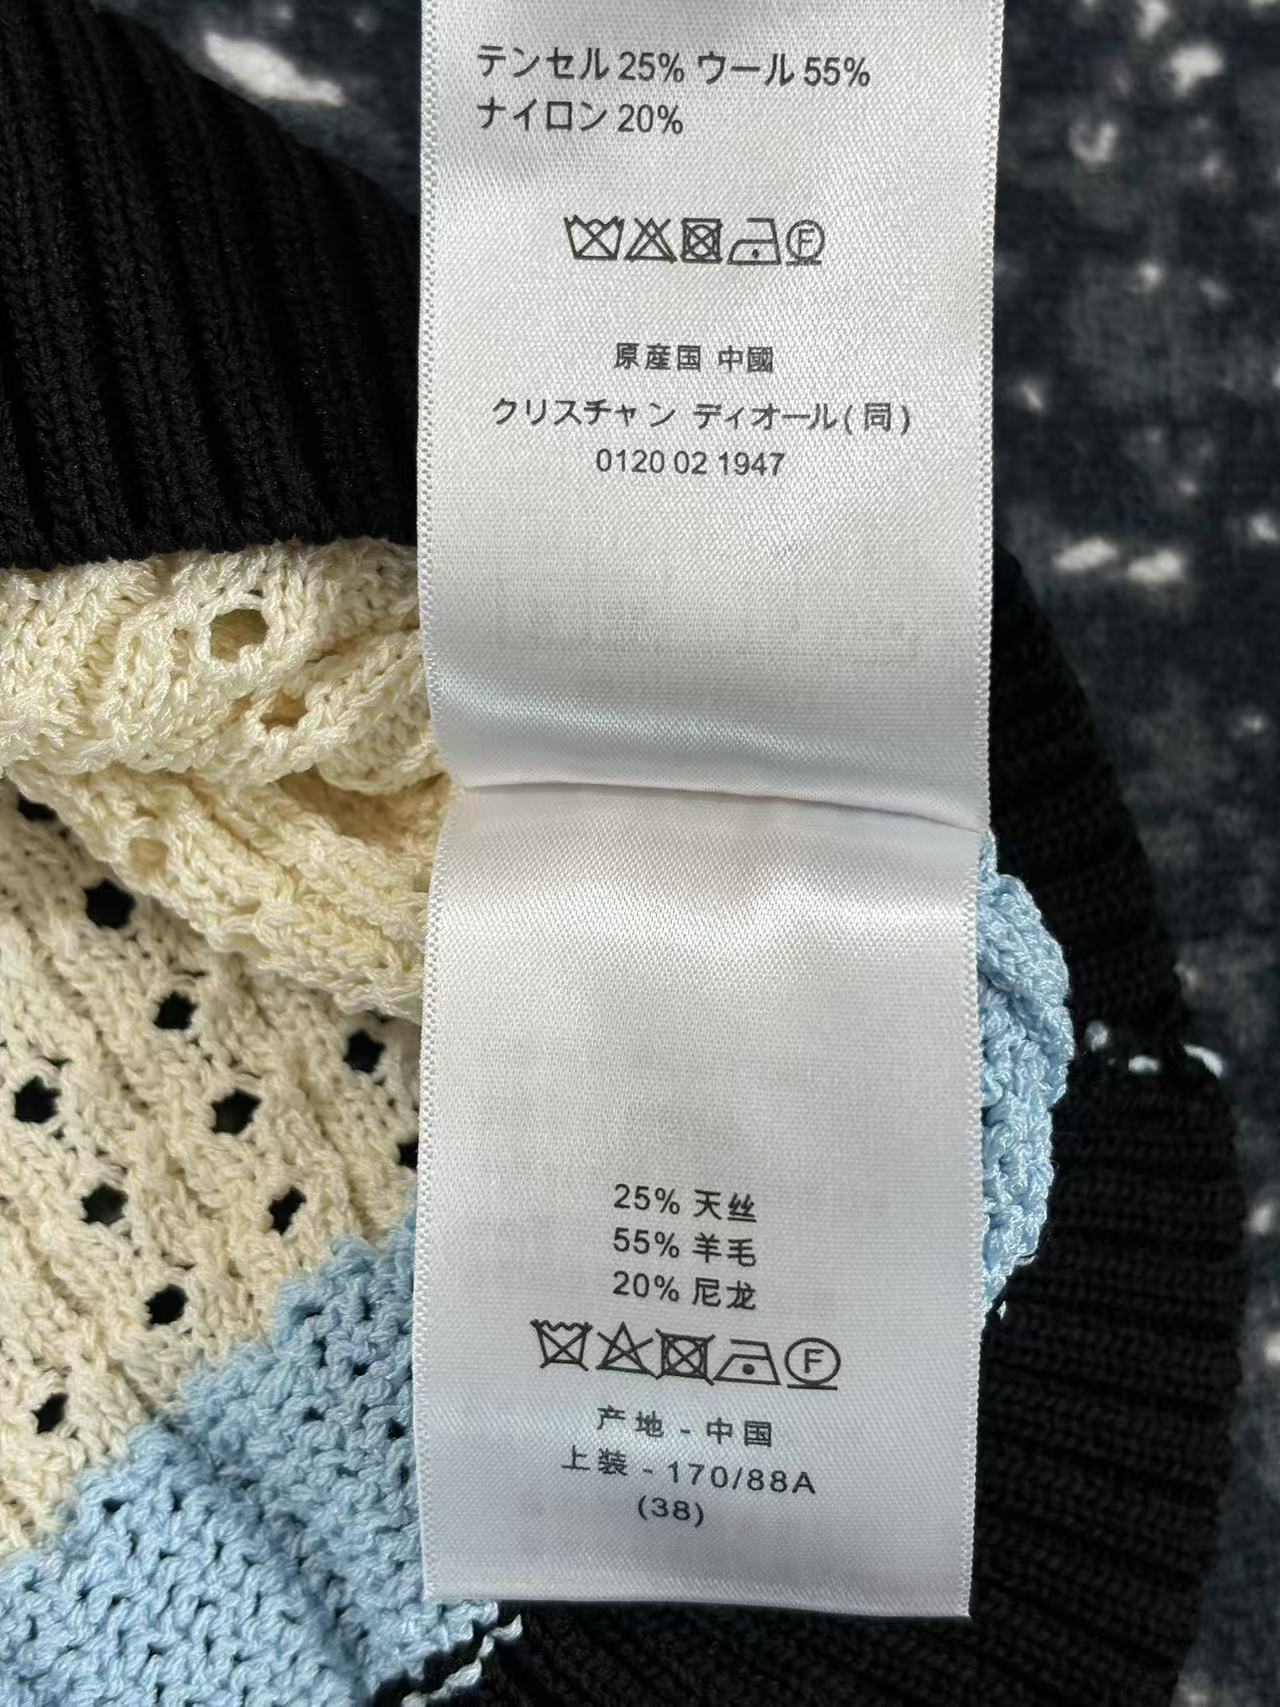 テンセル 25% ウール 55%
ナイロン 20%
F
原産国 中國
クリスチャン ディオール(同)
0120 02 1947
25% 天丝
55% 羊毛
20% 尼龙
F
产地 - 中国
上装 - 170/88A
(38)